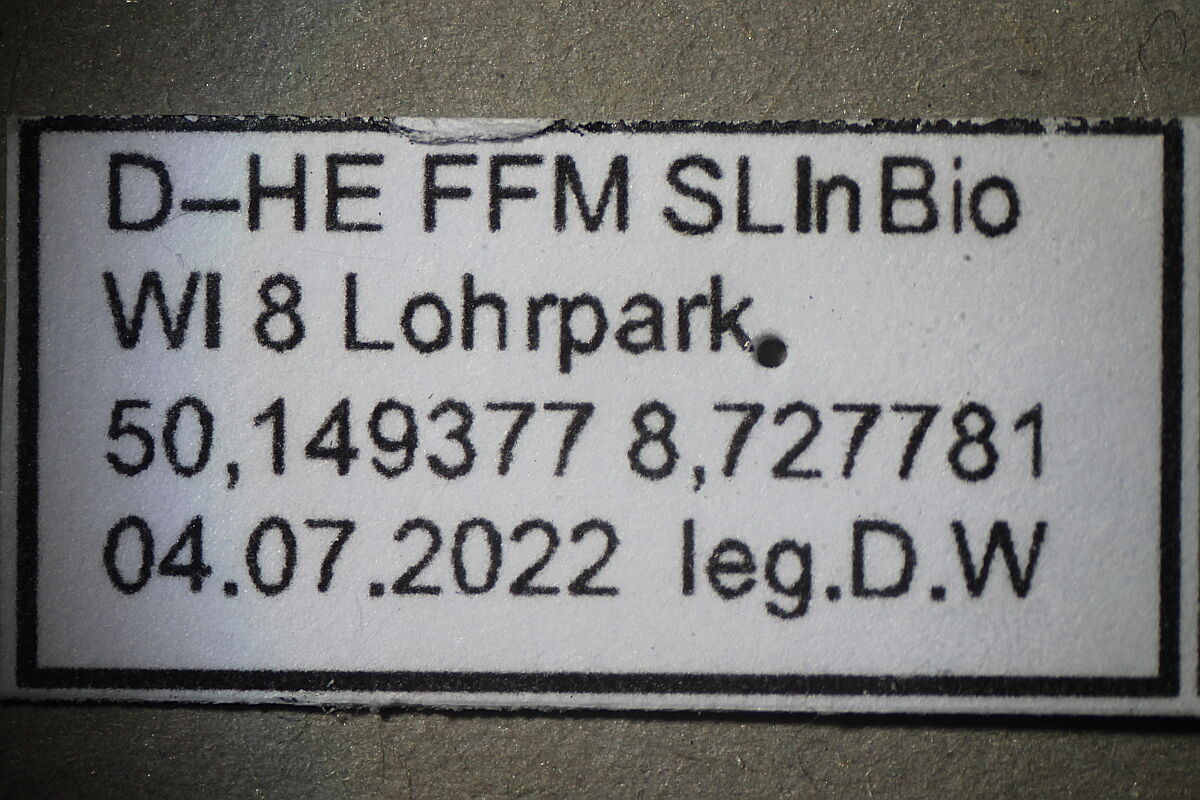 D-HE FFM SLInBio
WI 8 Lohrpark
50,149377 8,727781
04.07.2022 leg.D.W